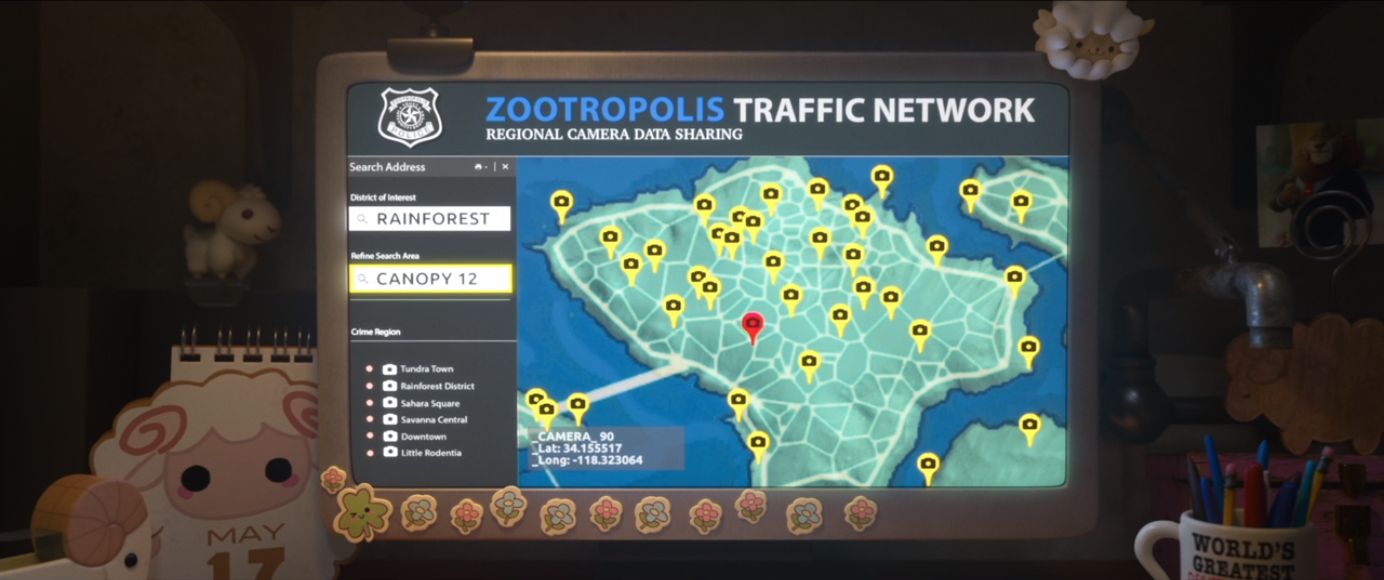 ZOOTROPOLIS TRAFFIC NETWORK
REGIONAL CAMERA DATA SHARING
POLICE
Search Address
District of Interest
RAINFOREST
Refine Search Area
CANOPY 12
Crime Region
Tundra Town
Rainforest District
Sahara Square
Savanna Central
Downtown
Little Rodentia
_CAMERA_ 90
_Lat: 34.155517
_Long: -118.323064
MAY
17
WORLD'S
GREATEST